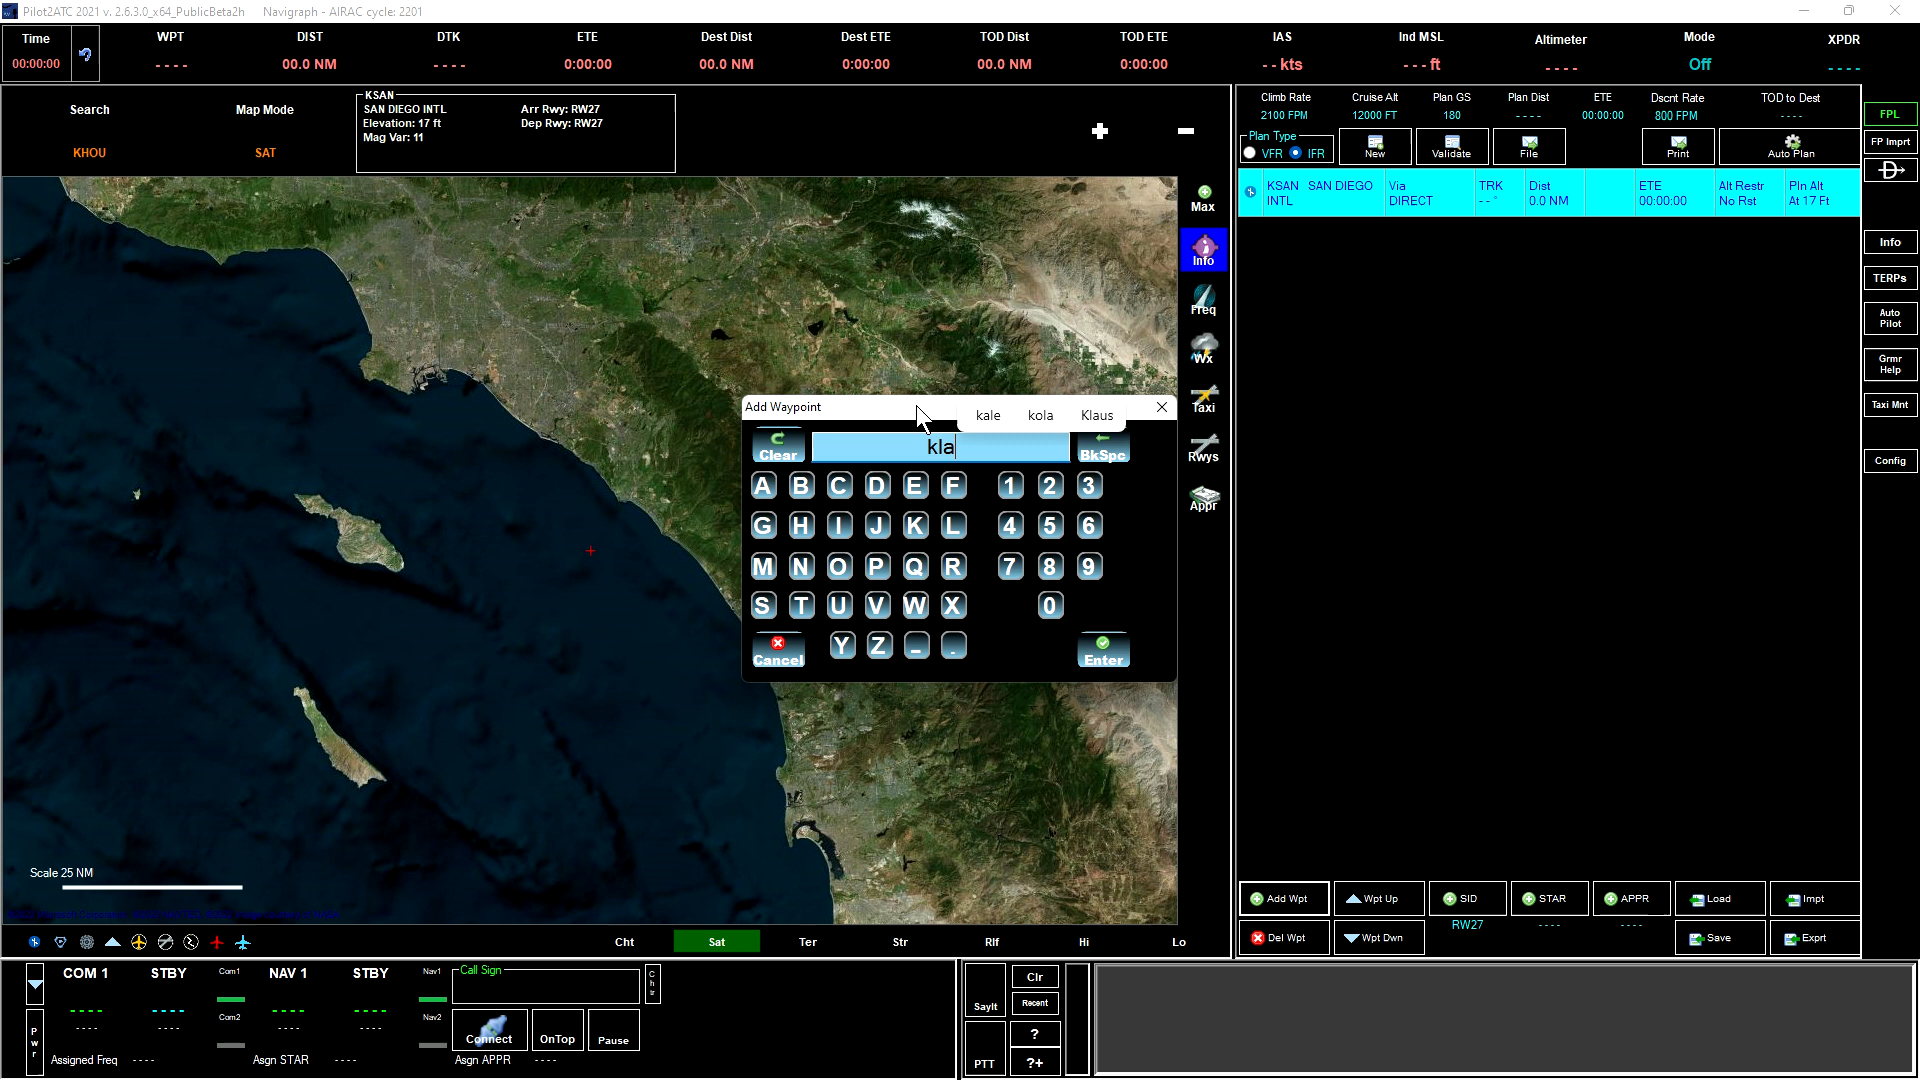 Pilot2ATC 2021 v. 2.6.3.0_x64_PublicBeta2h Navigraph - AIRAC cycle: 2201
Time WPT DIST DTK ETE Dest Dist Dest ETE TOD Dist TOD ETE IAS Ind MSL Altimeter Mode XPDR
00:00:00 - - - - 00.0 NM - - - - 0:00:00 00.0 NM 0:00:00 00.0 NM 0:00:00 - - kts - - - ft - - - - Off - - - -
Search Map Mode
KHOU SAT
KSAN
SAN DIEGO INTL Arr Rwy: RW27
Elevation: 17 ft Dep Rwy: RW27
Mag Var: 11
Climb Rate Cruise Alt Plan GS Plan Dist ETE Dscnt Rate TOD to Dest
2100 FPM 12000 FT 180 - - - - 00:00:00 800 FPM - - - -
Plan Type
VFR IFR
New Validate File Print Auto Plan
KSAN SAN DIEGO Via TRK Dist ETE Alt Restr Pln Alt
INTL DIRECT - - ° 0.0 NM 00:00:00 No Rst At 17 Ft
Max
Info
Freq
Wx
Taxi
Rwys
Appr
FPL
FP Imprt
D
Info
TERPs
Auto
Pilot
Grmr
Help
Taxi Mnt
Config
Add Waypoint
kale kola Klaus
Clear kla BkSpc
A B C D E F 1 2 3
G H I J K L 4 5 6
M N O P Q R 7 8 9
S T U V W X 0
Cancel Y Z _ . Enter
Scale 25 NM
Cht Sat Ter Str Rlf Hi Lo
Add Wpt Wpt Up SID STAR APPR Load Impt
RW27 - - - - - - - -
Del Wpt Wpt Dwn Save Exprt
COM 1 STBY Com1 NAV 1 STBY Nav1
- - - - - - - - - - - - - - - -
Com2 Nav2
- - - - - - - - - - - - - - - -
Pwr
Assigned Freq - - - - Asgn STAR - - - - Asgn APPR - - - -
Call Sign
Chtr
Connect OnTop Pause
SayIt Clr
Recent
PTT ?
?+